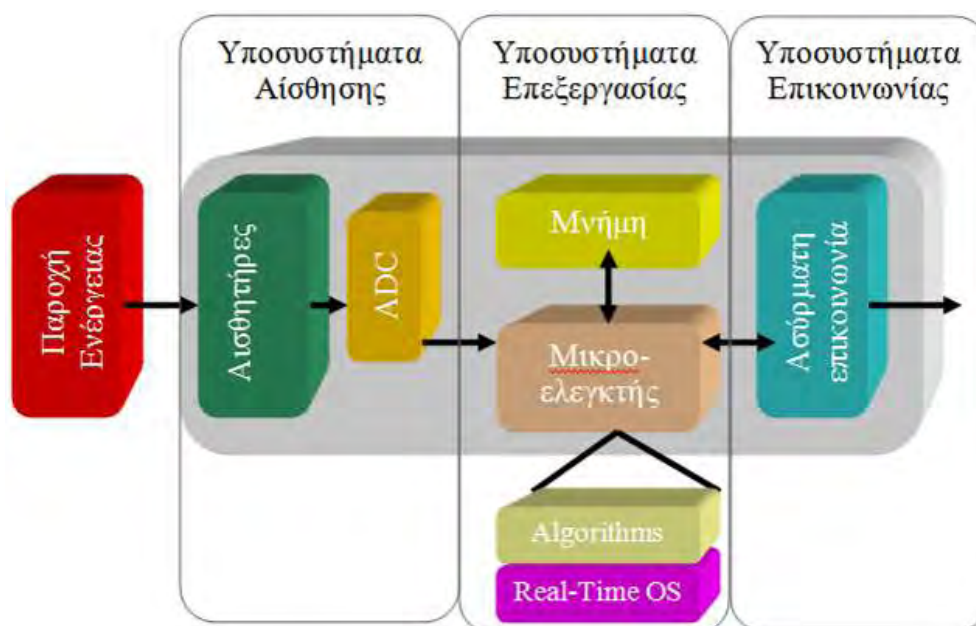 Υποσυστήματα
Αίσθησης
Υποσυστήματα
Επεξεργασίας
Υποσυστήματα
Επικοινωνίας
Παροχή
Ενέργειας
Αισθητήρες
ADC
Μνήμη
Μικρο-
ελεγκτής
Ασύρματη
επικοινωνία
Algorithms
Real-Time OS